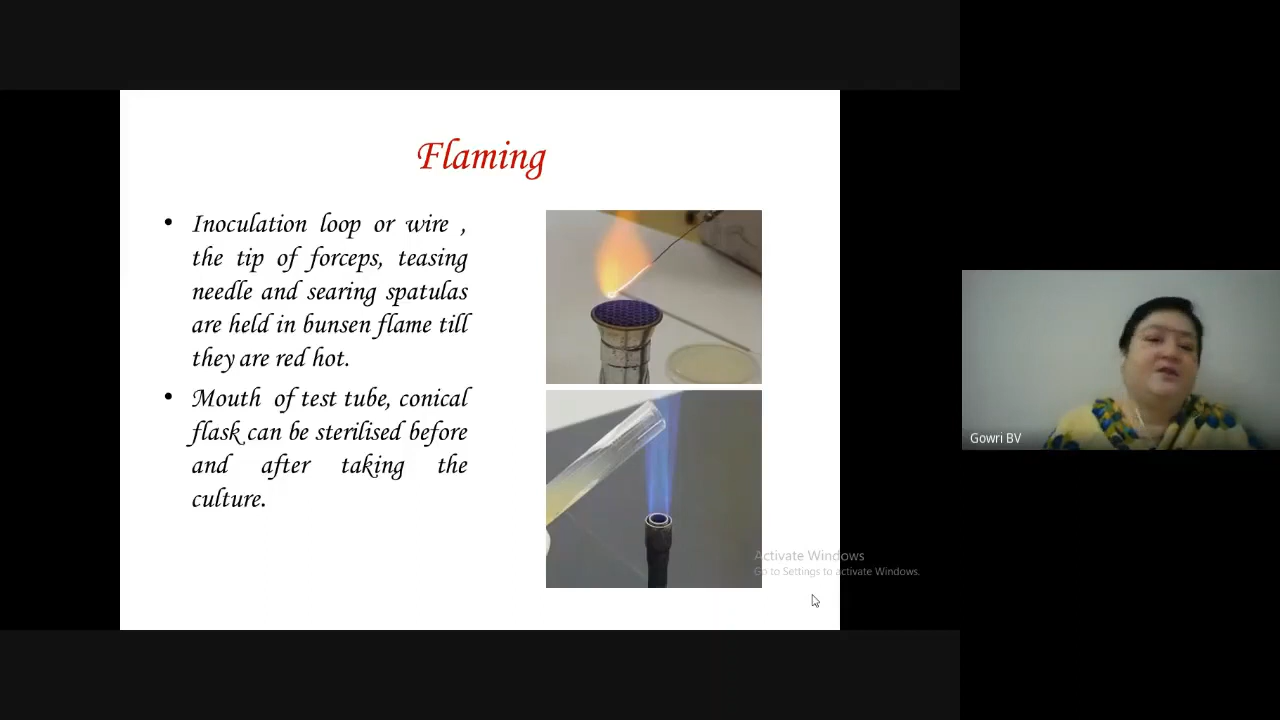 Flaming
• Inoculation loop or wire ,
the tip of forceps, teasing
needle and searing spatulas
are held in bunsen flame till
they are red hot.
• Mouth of test tube, conical
flask can be sterilised before
and after taking the
culture.
Gowri BV
Activate Windows
Go to Settings to activate Windows.